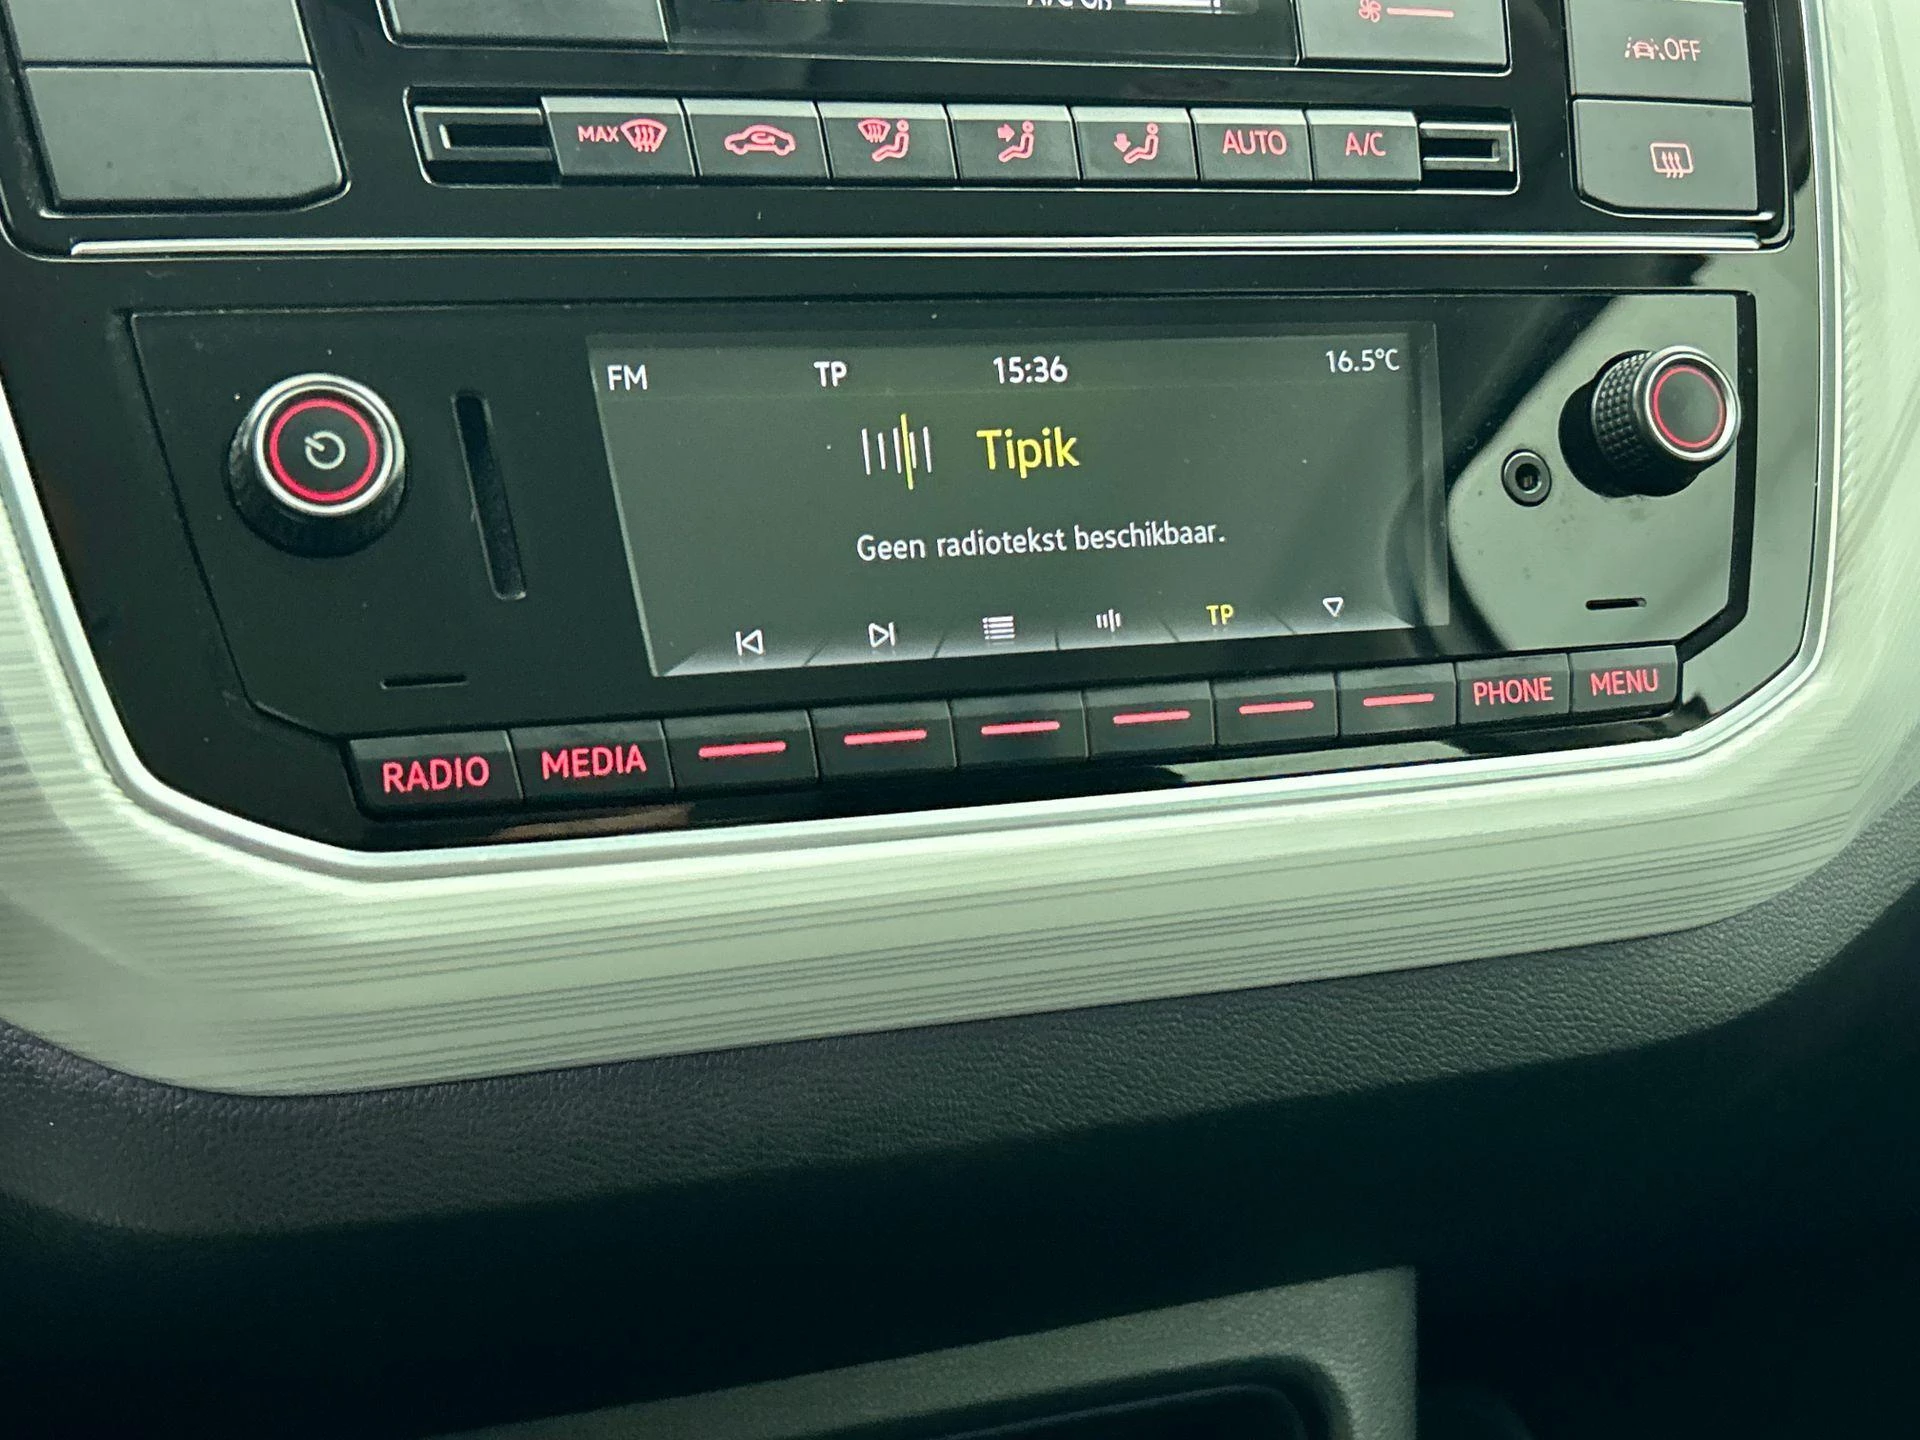 OFF
MAX
AUTO
A/C
FM TP 15:36 16.5°C
Tipik
Geen radiotekst beschikbaar.
TP
RADIO MEDIA PHONE MENU